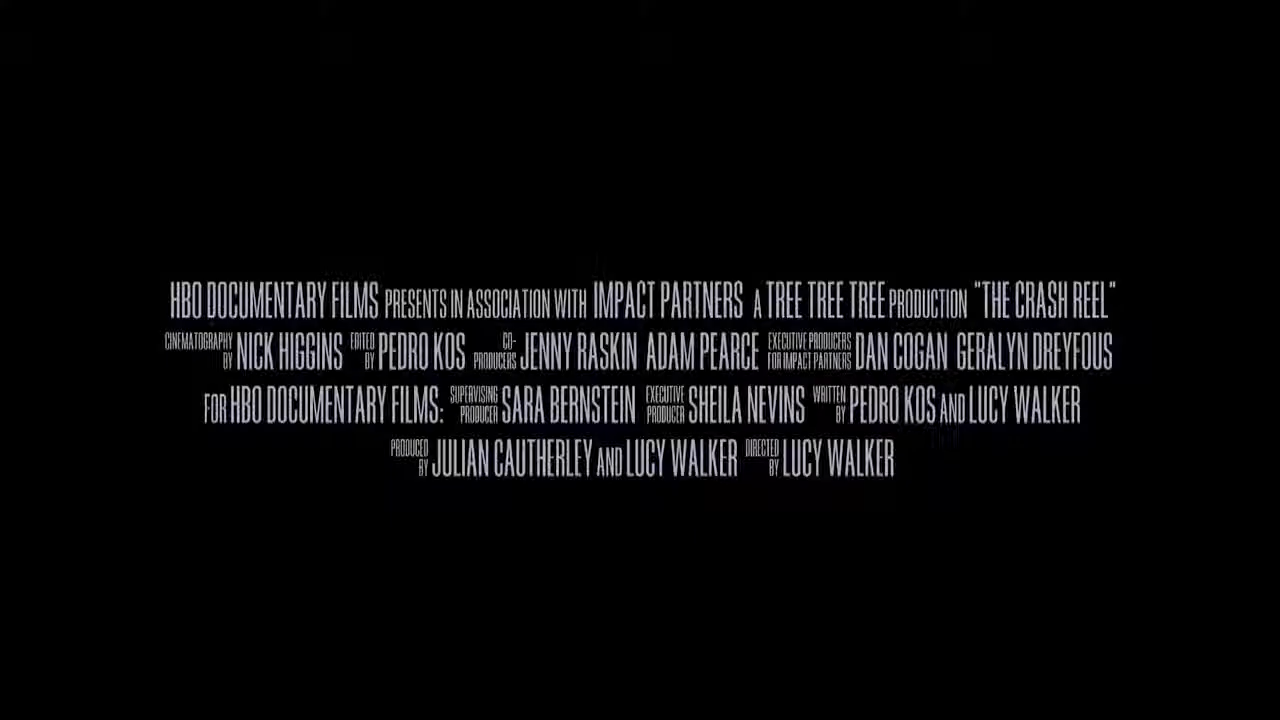 HBO DOCUMENTARY FILMS PRESENTS IN ASSOCIATION WITH IMPACT PARTNERS A TREE TREE TREE PRODUCTION "THE CRASH REEL"
CINEMATOGRAPHY BY NICK HIGGINS EDITED BY PEDRO KOS CO-PRODUCERS JENNY RASKIN ADAM PEARCE EXECUTIVE PRODUCERS FOR IMPACT PARTNERS DAN COGAN GERALYN DREYFOUS
FOR HBO DOCUMENTARY FILMS: SUPERVISING PRODUCER SARA BERNSTEIN EXECUTIVE PRODUCER SHEILA NEVINS WRITTEN BY PEDRO KOS AND LUCY WALKER
PRODUCED BY JULIAN CAUTHERLEY AND LUCY WALKER DIRECTED BY LUCY WALKER